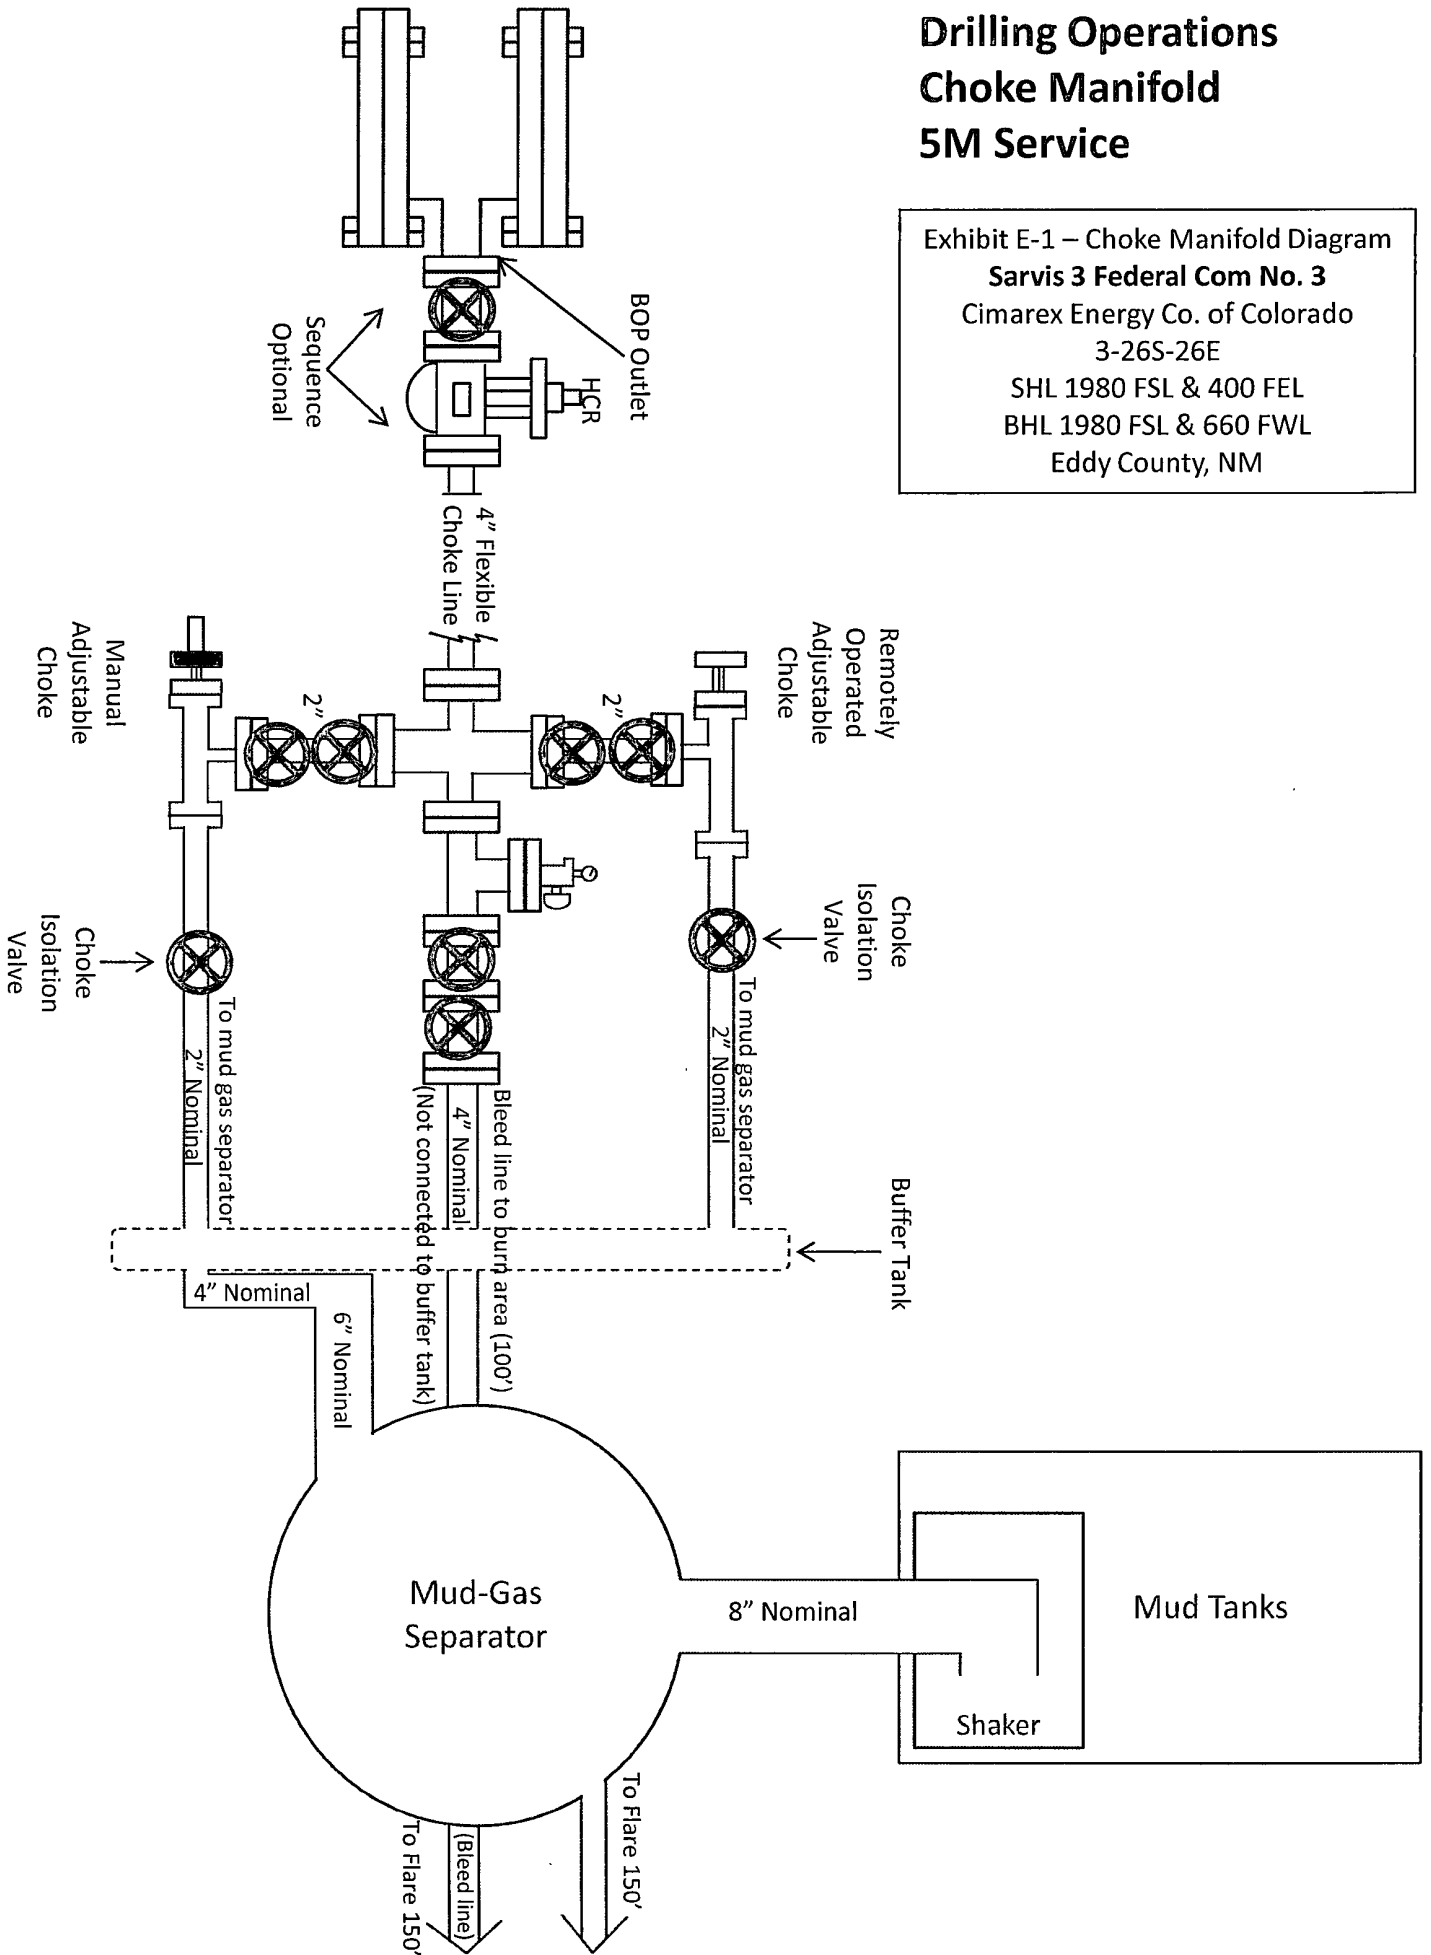 Drilling Operations
Choke Manifold
5M Service
Exhibit E-1 – Choke Manifold Diagram
Sarvis 3 Federal Com No. 3
Cimarex Energy Co. of Colorado
3-26S-26E
SHL 1980 FSL & 400 FEL
BHL 1980 FSL & 660 FWL
Eddy County, NM
BOP Outlet
HCR
Sequence
Optional
4” Flexible
Choke Line
Remotely
Operated
Adjustable
Choke
2”
2”
Manual
Adjustable
Choke
Choke
Isolation
Valve
Choke
Isolation
Valve
To mud gas separator
2” Nominal
Bleed line to burn area (100’)
4” Nominal
(Not connected to buffer tank)
To mud gas separator
2” Nominal
Buffer Tank
4” Nominal
6” Nominal
Mud-Gas
Separator
8” Nominal
Mud Tanks
Shaker
To Flare 150’
(Bleed line)
To Flare 150’